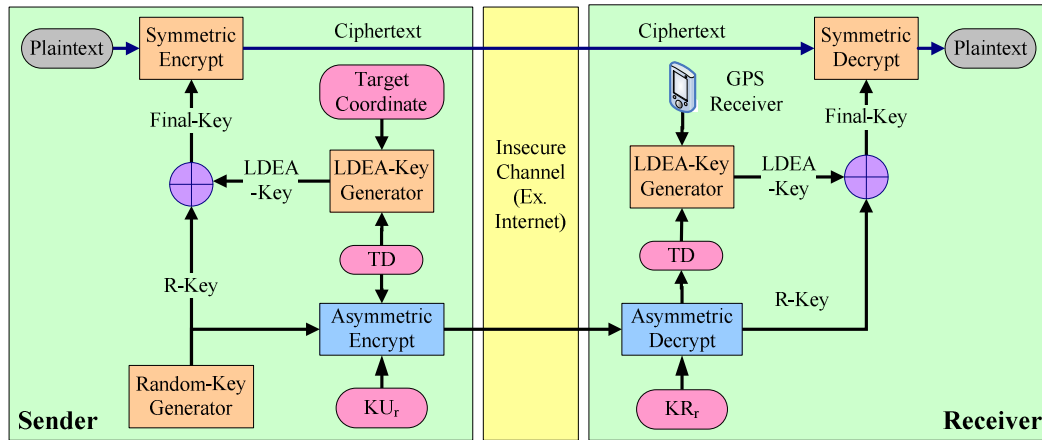 Plaintext
Symmetric
Encrypt
Ciphertext
Ciphertext
Symmetric
Decrypt
Plaintext
Target
Coordinate
Final-Key
LDEA
-Key
LDEA-Key
Generator
TD
R-Key
Asymmetric
Encrypt
Random-Key
Generator
KUr
Sender
Insecure
Channel
(Ex.
Internet)
GPS
Receiver
Final-Key
LDEA-Key
Generator
LDEA
-Key
TD
R-Key
Asymmetric
Decrypt
KRr
Receiver